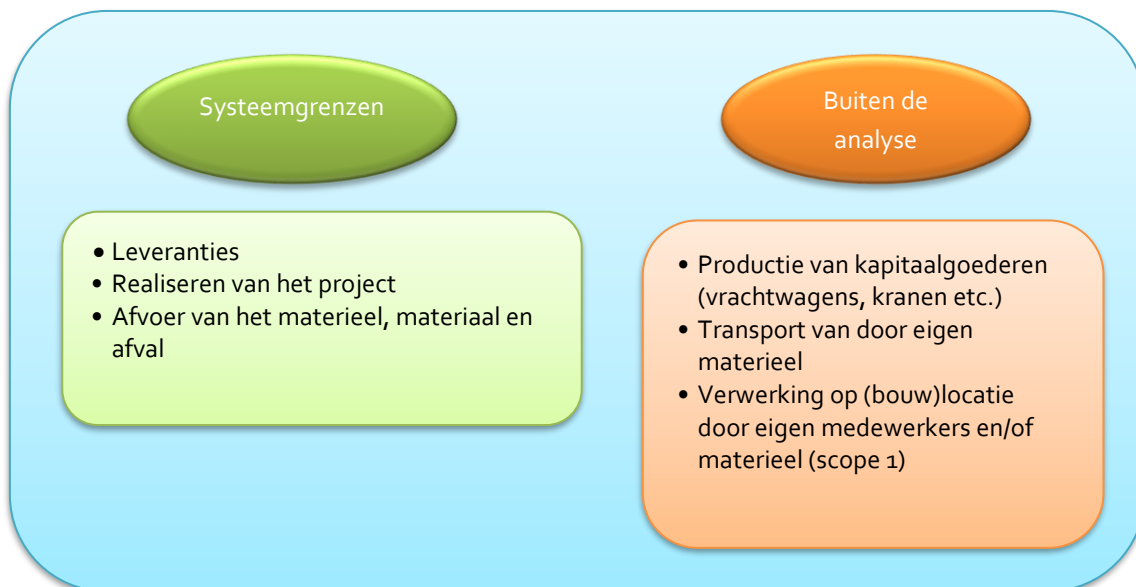 Systeemgrenzen
• Leveranties
• Realiseren van het project
• Afvoer van het materieel, materiaal en
afval
Buiten de
analyse
• Productie van kapitaalgoederen
(vrachtwagens, kranen etc.)
• Transport van door eigen
materieel
• Verwerking op (bouw)locatie
door eigen medewerkers en/of
materieel (scope 1)